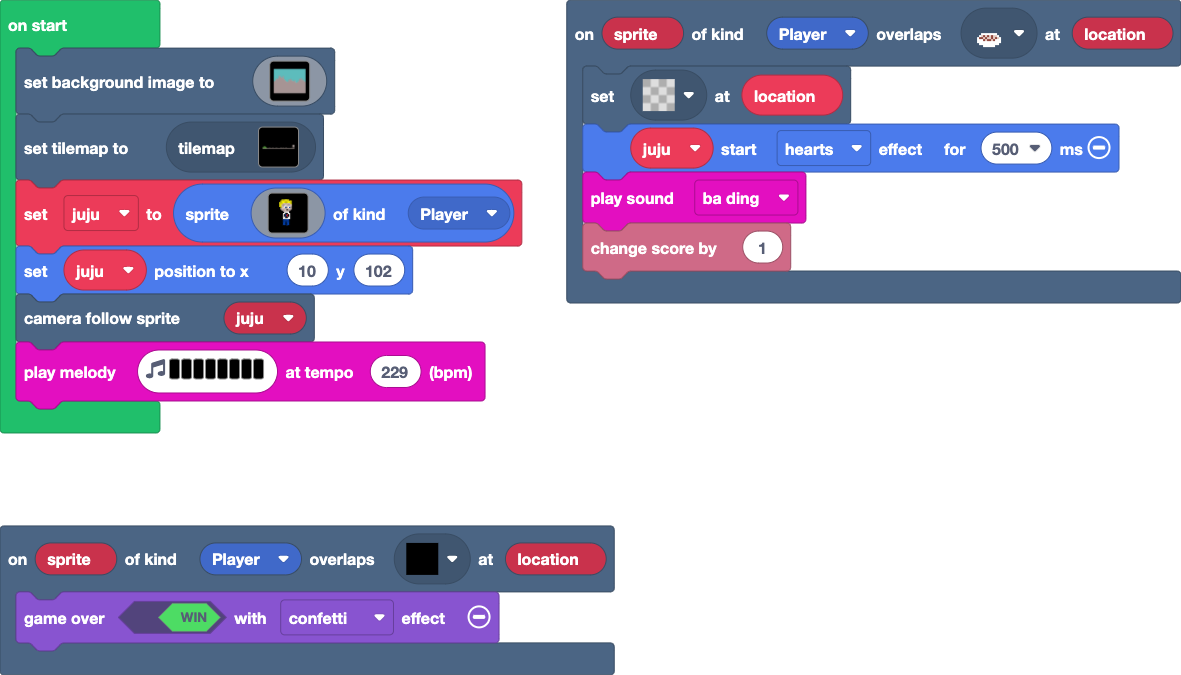 on start
set background image to
set tilemap to tilemap
set juju to sprite of kind Player
set juju position to x 10 y 102
camera follow sprite juju
play melody at tempo 229 (bpm)
on sprite of kind Player overlaps at location
set at location
juju start hearts effect for 500 ms
play sound ba ding
change score by 1
on sprite of kind Player overlaps at location
game over WIN with confetti effect